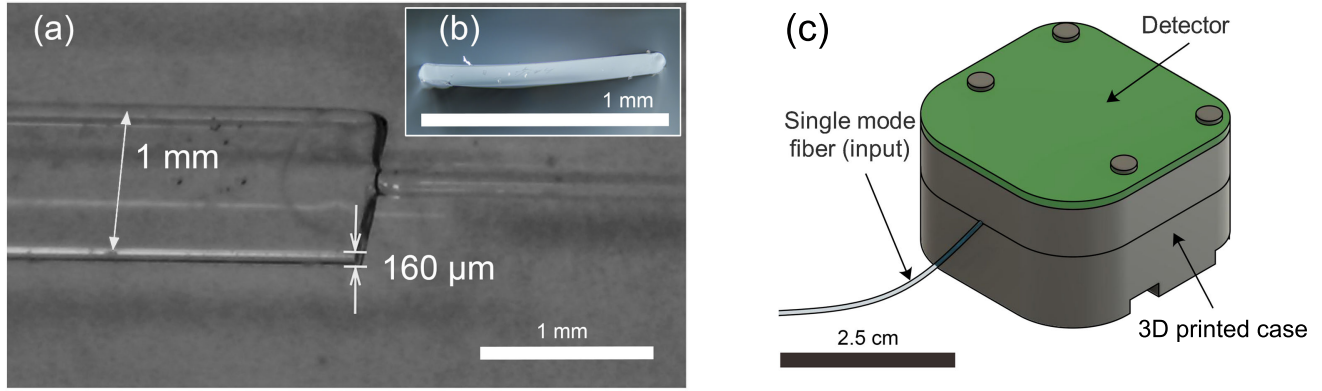 (a)
1 mm
160 µm
1 mm
(b)
1 mm
(c)
Detector
Single mode
fiber (input)
3D printed case
2.5 cm